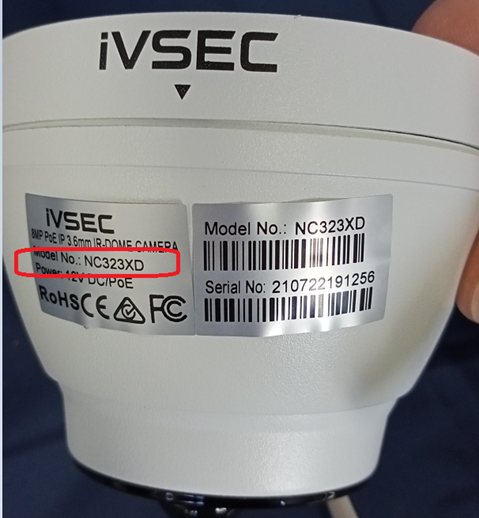 iVSEC
iVSEC
8MP PoE IP 3.6mm IR-DOME CAMERA
Model No.: NC323XD
Power: 12V DC/PoE
RoHS CE FC
Model No.: NC323XD
Serial No: 210722191256